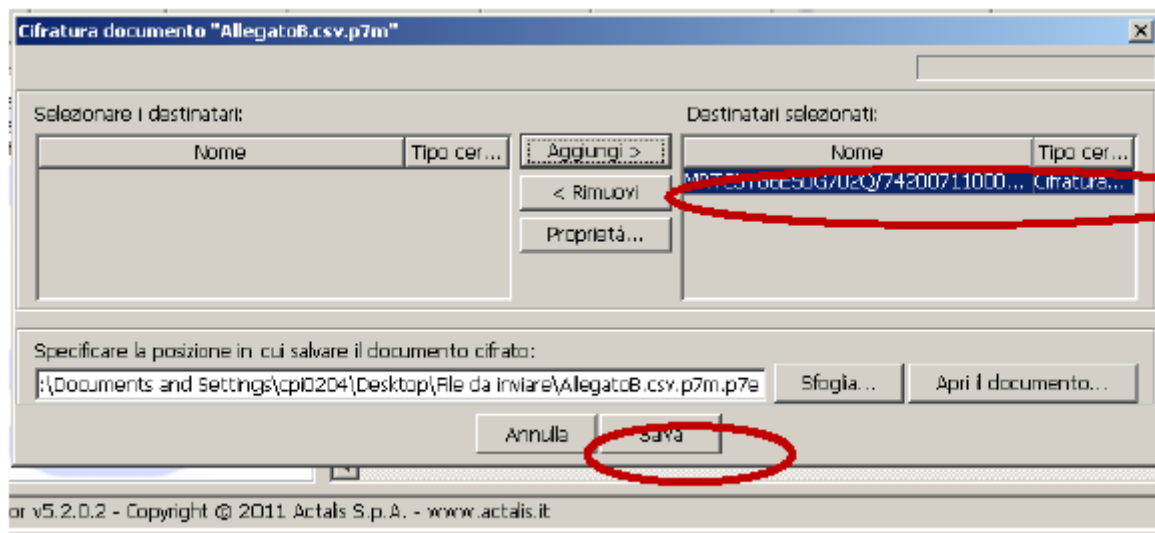 Cifratura documento "AllegatoB.csv.p7m"
Selezionare i destinatari:
Destinatari selezionati:
Nome Tipo cer...
Aggiungi >
Nome Tipo cer...
Cifratura...
< Rimuovi
Proprietà...
Specificare la posizione in cui salvare il documento cifrato:
:\Documents and Settings\cpi0204\Desktop\File da inviare\AllegatoB.csv.p7m.p7e
Sfoglia...
Apri il documento...
Annulla
Salva
or v5.2.0.2 - Copyright © 2011 Actalis S.p.A. - www.actalis.it